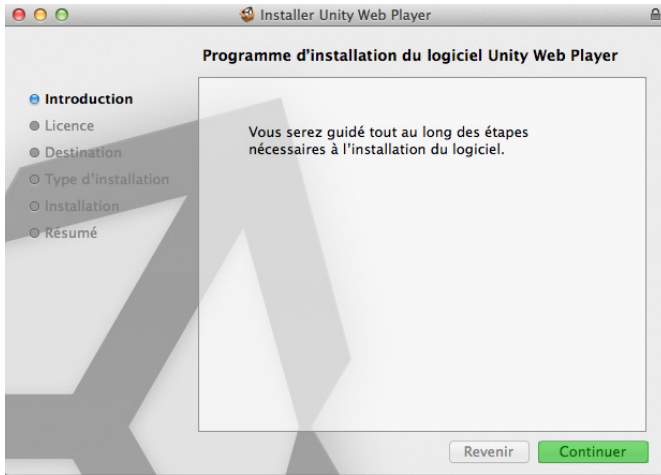 Installer Unity Web Player
Programme d'installation du logiciel Unity Web Player
Introduction
Licence
Destination
Type d'installation
Installation
Résumé
Vous serez guidé tout au long des étapes
nécessaires à l'installation du logiciel.
Revenir
Continuer